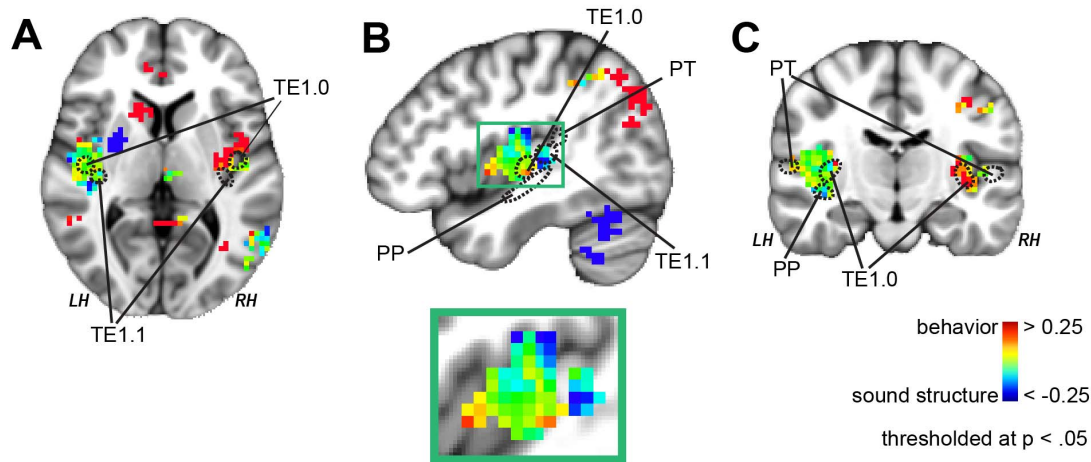 A
TE1.0
LH
RH
TE1.1
B
TE1.0
PT
PP
TE1.1
C
PT
LH
RH
PP
TE1.0
behavior > 0.25
sound structure < -0.25
thresholded at p < .05